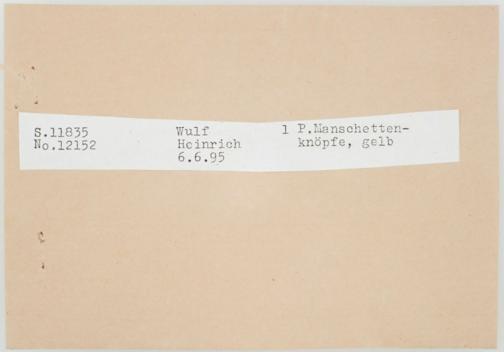 S.11835 Wulf 1 P.Manschetten-
No.12152 Heinrich knöpfe, gelb
6.6.95